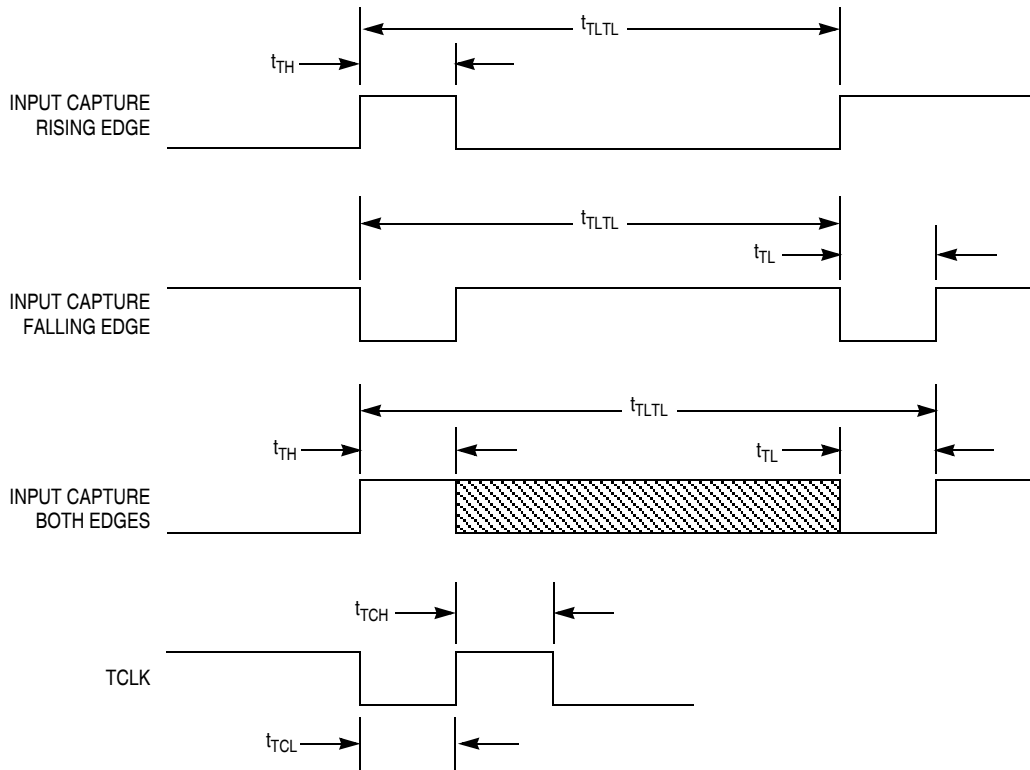 tTLTL
tTH
INPUT CAPTURE
RISING EDGE
tTLTL
tTL
INPUT CAPTURE
FALLING EDGE
tTLTL
tTH
tTL
INPUT CAPTURE
BOTH EDGES
tTCH
TCLK
tTCL